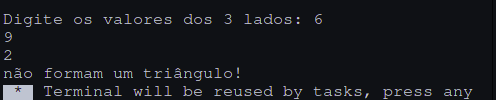 Digite os valores dos 3 lados: 6
9
2
não formam um triângulo!
* Terminal will be reused by tasks, press any